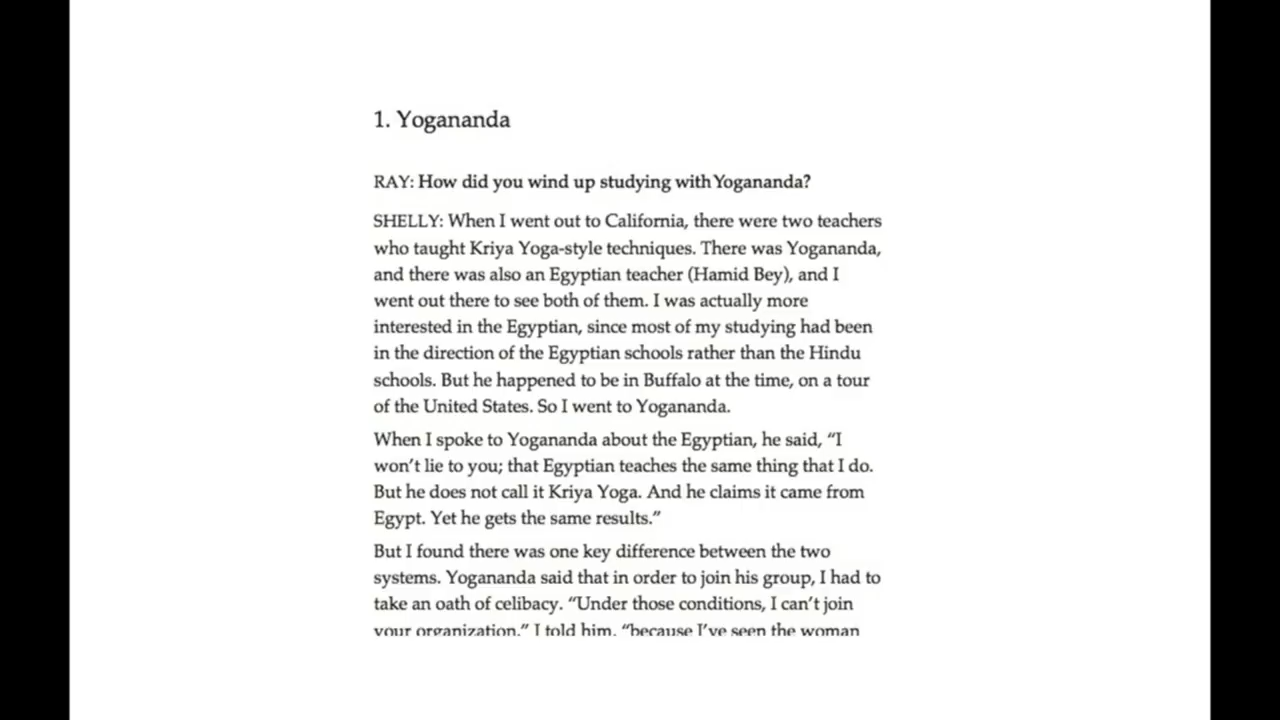 1. Yogananda
RAY: How did you wind up studying with Yogananda?
SHELLY: When I went out to California, there were two teachers
who taught Kriya Yoga-style techniques. There was Yogananda,
and there was also an Egyptian teacher (Hamid Bey), and I
went out there to see both of them. I was actually more
interested in the Egyptian, since most of my studying had been
in the direction of the Egyptian schools rather than the Hindu
schools. But he happened to be in Buffalo at the time, on a tour
of the United States. So I went to Yogananda.
When I spoke to Yogananda about the Egyptian, he said, “I
won’t lie to you; that Egyptian teaches the same thing that I do.
But he does not call it Kriya Yoga. And he claims it came from
Egypt. Yet he gets the same results.”
But I found there was one key difference between the two
systems. Yogananda said that in order to join his group, I had to
take an oath of celibacy. “Under those conditions, I can’t join
your organization,” I told him, “because I’ve seen the woman